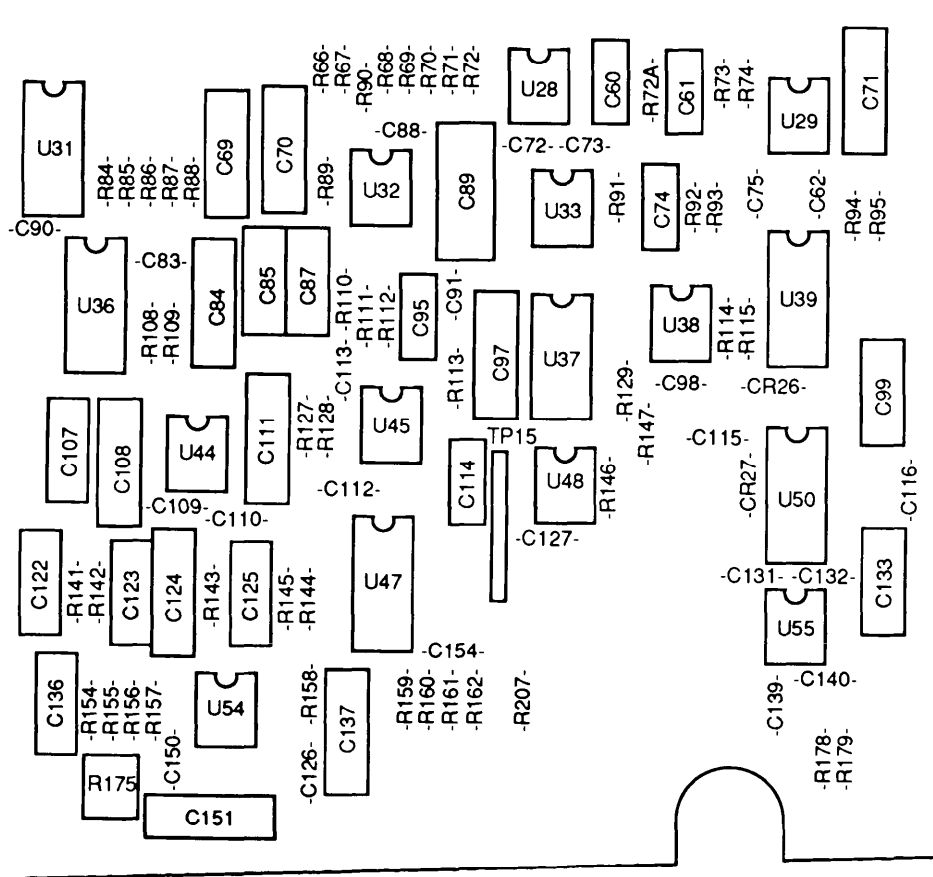 -R66-
-R67-
-R90-
-R68-
-R69-
-R70-
-R71-
-R72-
U28
C60
-R72A-
C61
-R73-
-R74-
U29
C71
U31
-R84-
-R85-
-R86-
-R87-
-R88-
C69
C70
-R89-
-C88-
U32
C89
-C72-
-C73-
U33
-R91-
C74
-R92-
-R93-
-C75-
-C62-
-R94-
-R95-
-C90-
U36
-C83-
-R108-
-R109-
C84
C85
C87
-R110-
-R111-
-R112-
-C113-
C95
-C91-
-R113-
C97
U37
U38
-R114-
-R115-
U39
-C98-
-CR26-
-R129-
-R147-
C99
C107
C108
U44
C111
-R127-
-R128-
U45
TP15
C114
U48
-R146-
-C115-
-CR27-
U50
-C116-
-C109-
-C110-
-C112-
-C127-
C122
-R141-
-R142-
C123
C124
-R143-
C125
-R145-
-R144-
U47
-C131-
-C132-
C133
U55
-C154-
-C140-
-C139-
C136
-R154-
-R155-
-R156-
-R157-
U54
-R158-
C137
-R159-
-R160-
-R161-
-R162-
-R207-
-C150-
-C126-
-R178-
-R179-
R175
C151